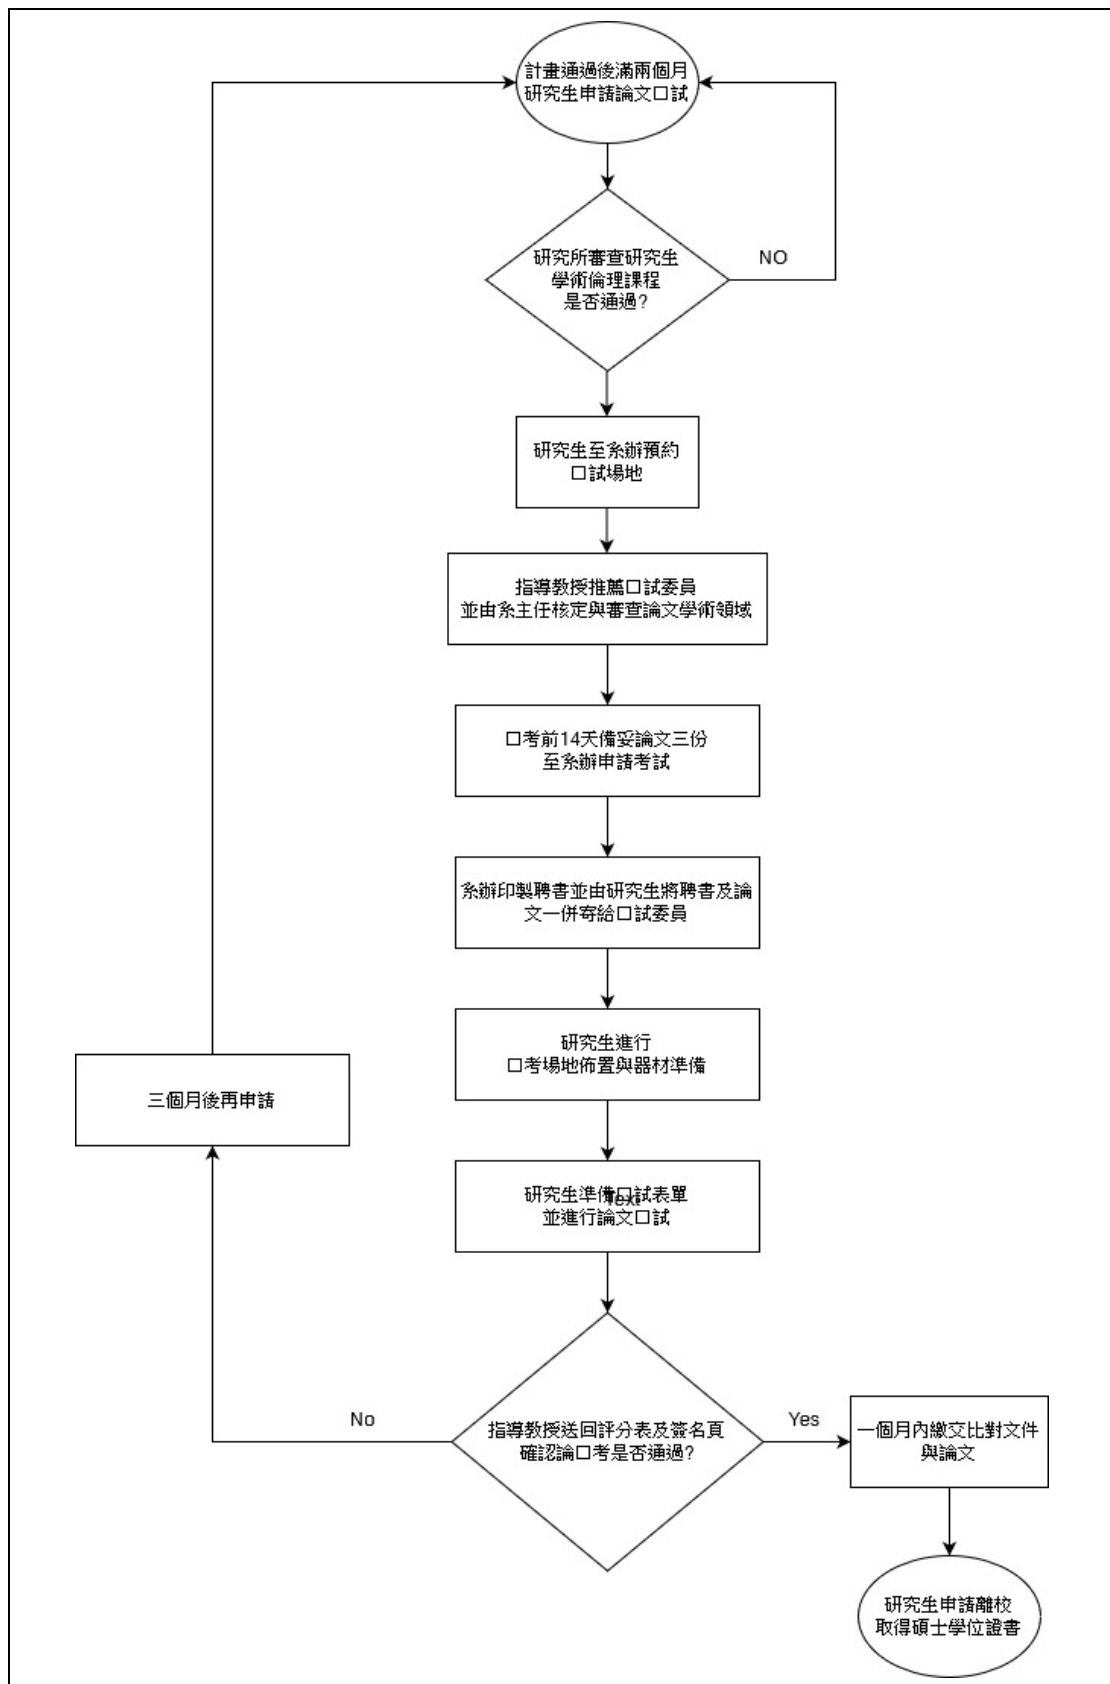 計畫通過後滿兩個月
研究生申請論文口試
研究所審查研究生
學術倫理課程
是否通過?
NO
研究生至系辦預約
口試場地
指導教授推薦口試委員
並由系主任核定與審查論文學術領域
口考前14天備妥論文三份
至系辦申請考試
系辦印製聘書並由研究生將聘書及論
文一併寄給口試委員
研究生進行
口考場地佈置與器材準備
三個月後再申請
研究生準備口試表單
Text
並進行論文口試
No
指導教授送回評分表及簽名頁
確認論口考是否通過?
Yes
一個月內繳交比對文件
與論文
研究生申請離校
取得碩士學位證書